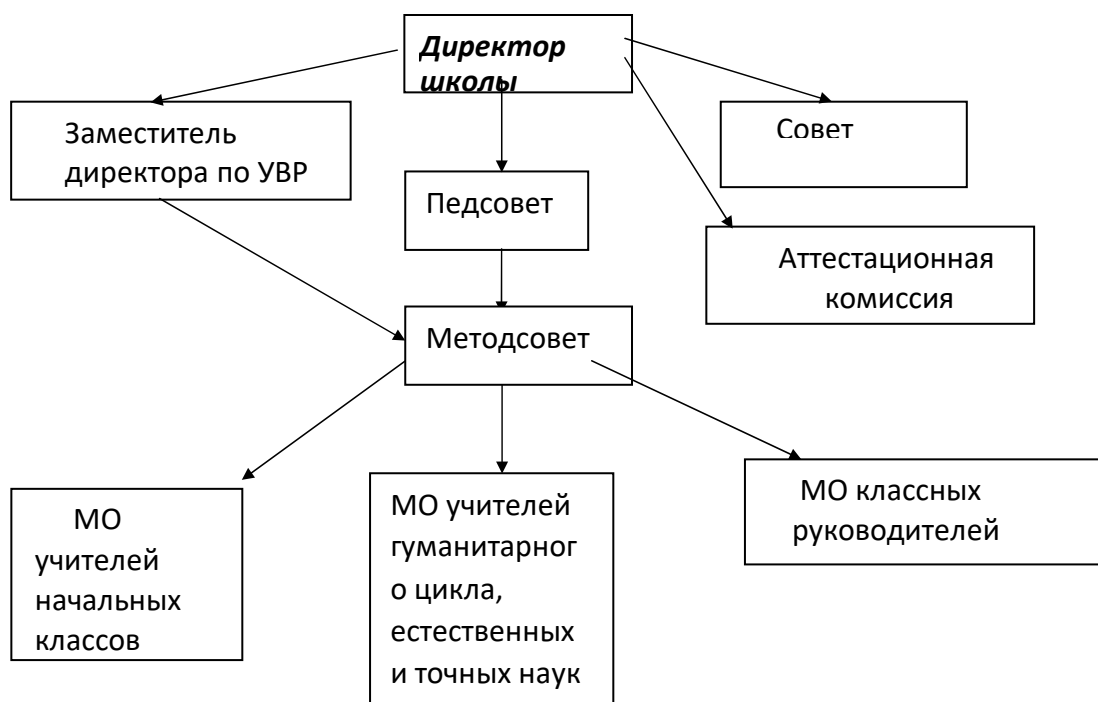 Директор
школы
Заместитель
директора по УВР
Совет
Педсовет
Аттестационная
комиссия
Методсовет
МО
учителей
начальных
классов
МО учителей
гуманитарног
о цикла,
естественных
и точных наук
МО классных
руководителей